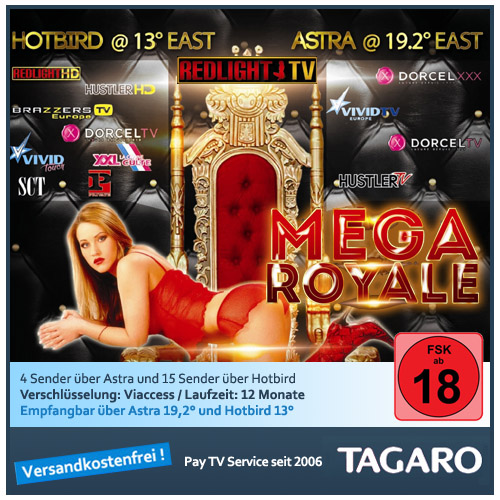 HOTBIRD @ 13° EAST
ASTRA @ 19.2° EAST
REDLIGHT TV
REDLIGHT HD
HUSTLER HD
BRAZZERS TV
Europe
DORCEL TV
VIVID
Touch
XXL
SCT
DORCEL XXX
VIVID TV
EUROPE
DORCEL TV
HUSTLER TV
MEGA
ROYALE
FSK
ab
18
4 Sender über Astra und 15 Sender über Hotbird
Verschlüsselung: Viaccess / Laufzeit: 12 Monate
Empfangbar über Astra 19,2° und Hotbird 13°
Versandkostenfrei !
Pay TV Service seit 2006
TAGARO